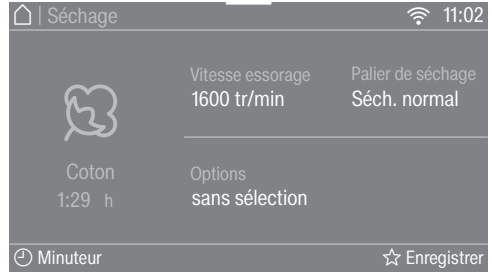 | Séchage
11:02
Vitesse essorage
1600 tr/min
Palier de séchage
Séch. normal
Coton
1:29 h
Options
sans sélection
Minuteur
Enregistrer